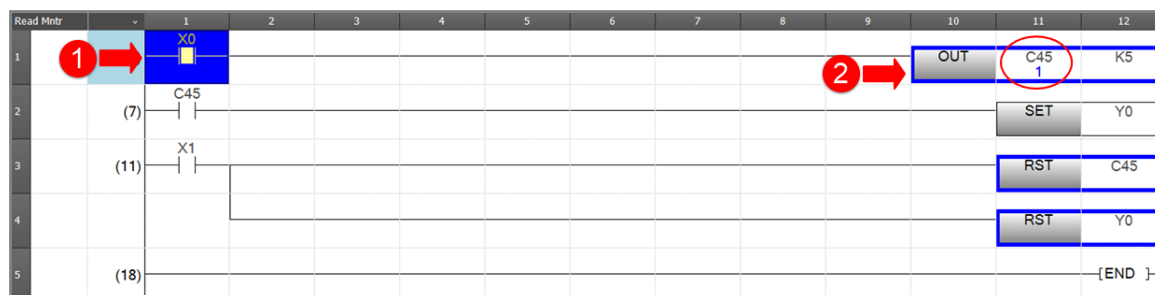 Read Mntr 1 2 3 4 5 6 7 8 9 10 11 12
1 1 X0 2 OUT C45 K5
1
2 (7) C45 SET Y0
3 (11) X1 RST C45
4 RST Y0
5 (18) [END ]